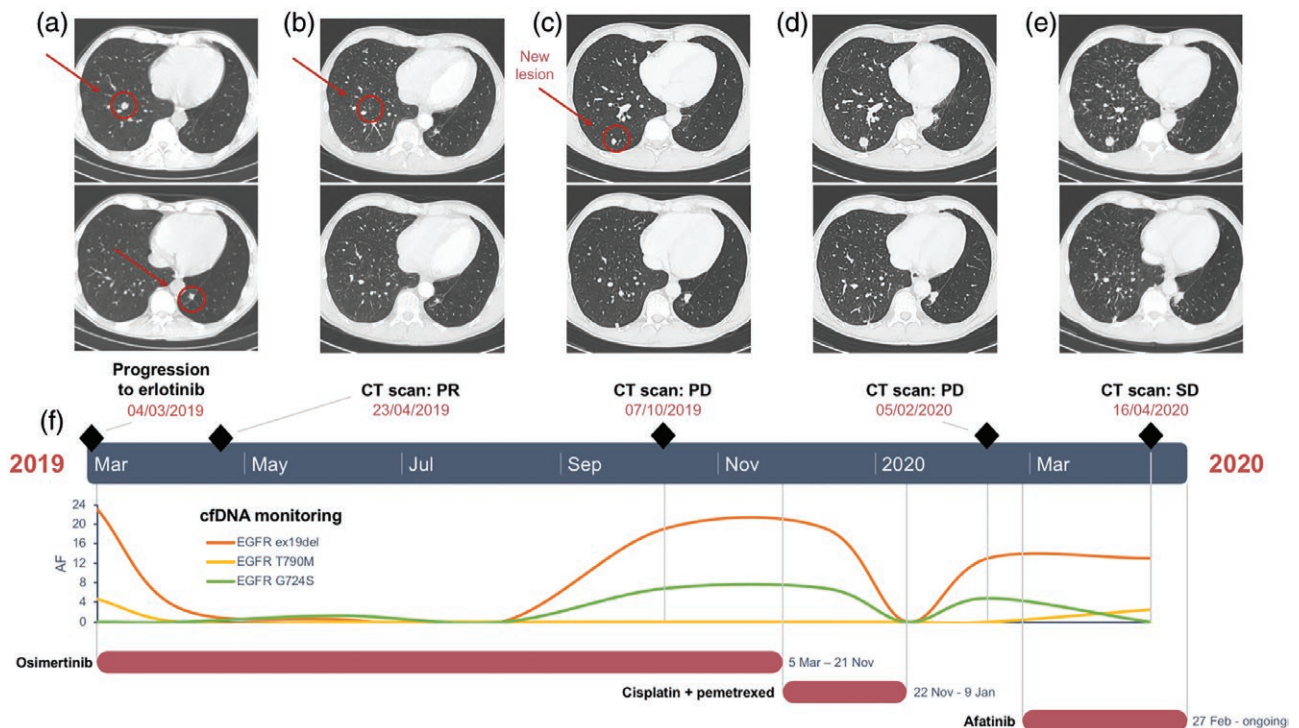 (a)
(b)
(c)
(d)
(e)
New
lesion
Progression
to erlotinib
04/03/2019
CT scan: PR
23/04/2019
CT scan: PD
07/10/2019
CT scan: PD
05/02/2020
CT scan: SD
16/04/2020
(f)
2019
Mar
May
Jul
Sep
Nov
2020
Mar
2020
cfDNA monitoring
EGFR ex19del
EGFR T790M
EGFR G724S
AF
24
20
16
12
8
4
0
Osimertinib
5 Mar – 21 Nov
Cisplatin + pemetrexed
22 Nov - 9 Jan
Afatinib
27 Feb - ongoing